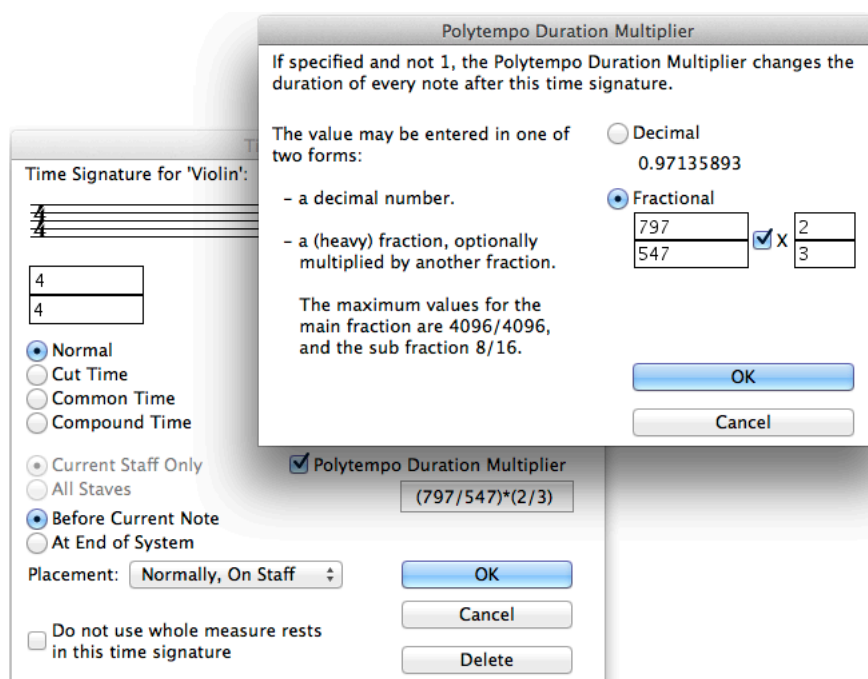 Polytempo Duration Multiplier
If specified and not 1, the Polytempo Duration Multiplier changes the
duration of every note after this time signature.
The value may be entered in one of
two forms:
– a decimal number.
– a (heavy) fraction, optionally
multiplied by another fraction.
The maximum values for the
main fraction are 4096/4096,
and the sub fraction 8/16.
Decimal
0.97135893
Fractional
797
547
X
2
3
OK
Cancel
Time Signature for 'Violin':
4
4
4
4
Normal
Cut Time
Common Time
Compound Time
Current Staff Only
All Staves
Before Current Note
At End of System
Placement: Normally, On Staff
Do not use whole measure rests
in this time signature
Polytempo Duration Multiplier
(797/547)*(2/3)
OK
Cancel
Delete